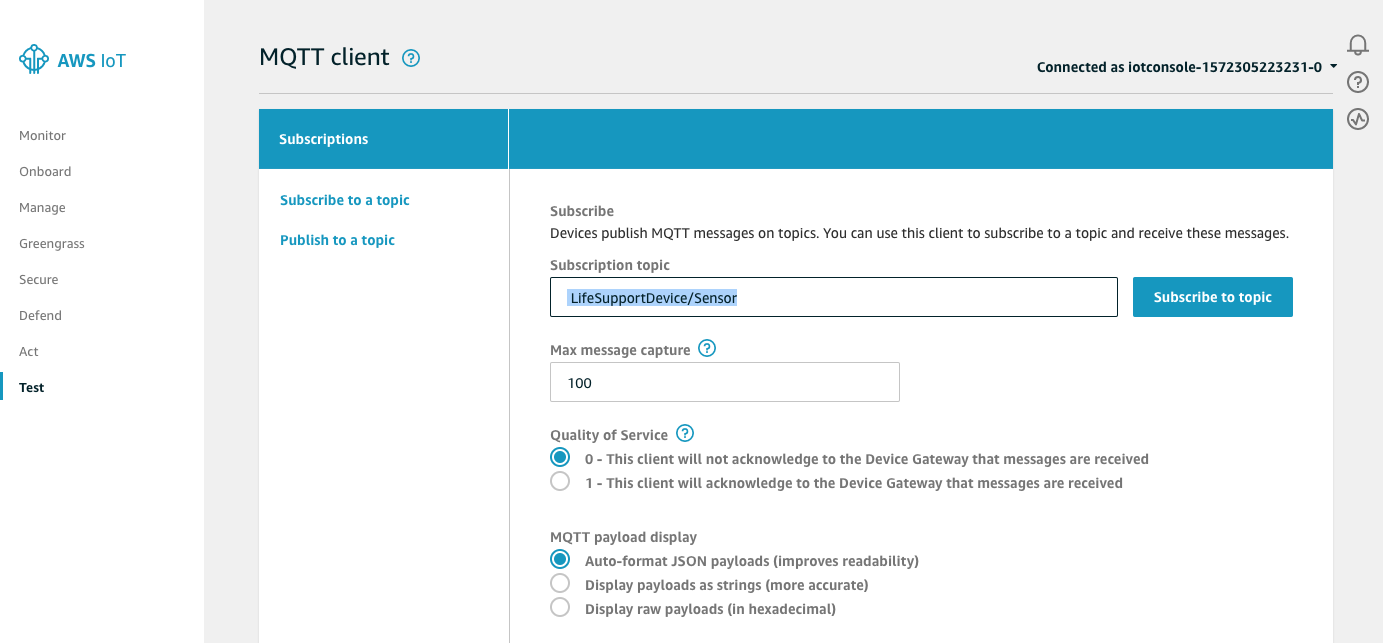 AWS IoT
Monitor
Onboard
Manage
Greengrass
Secure
Defend
Act
Test
MQTT client ?
Connected as iotconsole-1572305223231-0
?
Subscriptions
Subscribe to a topic
Publish to a topic
Subscribe
Devices publish MQTT messages on topics. You can use this client to subscribe to a topic and receive these messages.
Subscription topic
LifeSupportDevice/Sensor
Subscribe to topic
Max message capture ?
100
Quality of Service ?
0 - This client will not acknowledge to the Device Gateway that messages are received
1 - This client will acknowledge to the Device Gateway that messages are received
MQTT payload display
Auto-format JSON payloads (improves readability)
Display payloads as strings (more accurate)
Display raw payloads (in hexadecimal)